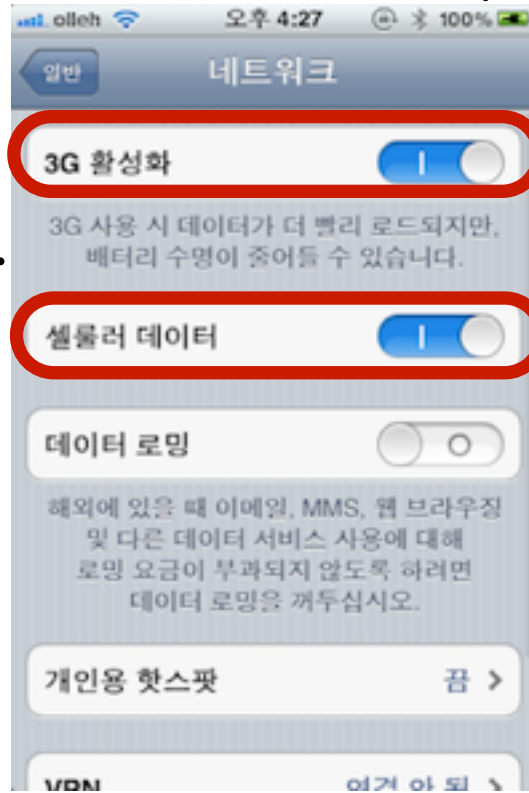 olleh 오후 4:27 100%
일반 네트워크
3G 활성화
3G 사용 시 데이터가 더 빨리 로드되지만,
배터리 수명이 줄어들 수 있습니다.
셀룰러 데이터
데이터 로밍
해외에 있을 때 이메일, MMS, 웹 브라우징
및 다른 데이터 서비스 사용에 대해
로밍 요금이 부과되지 않도록 하려면
데이터 로밍을 꺼두십시오.
개인용 핫스팟 끔
VPN 연결 안 됨